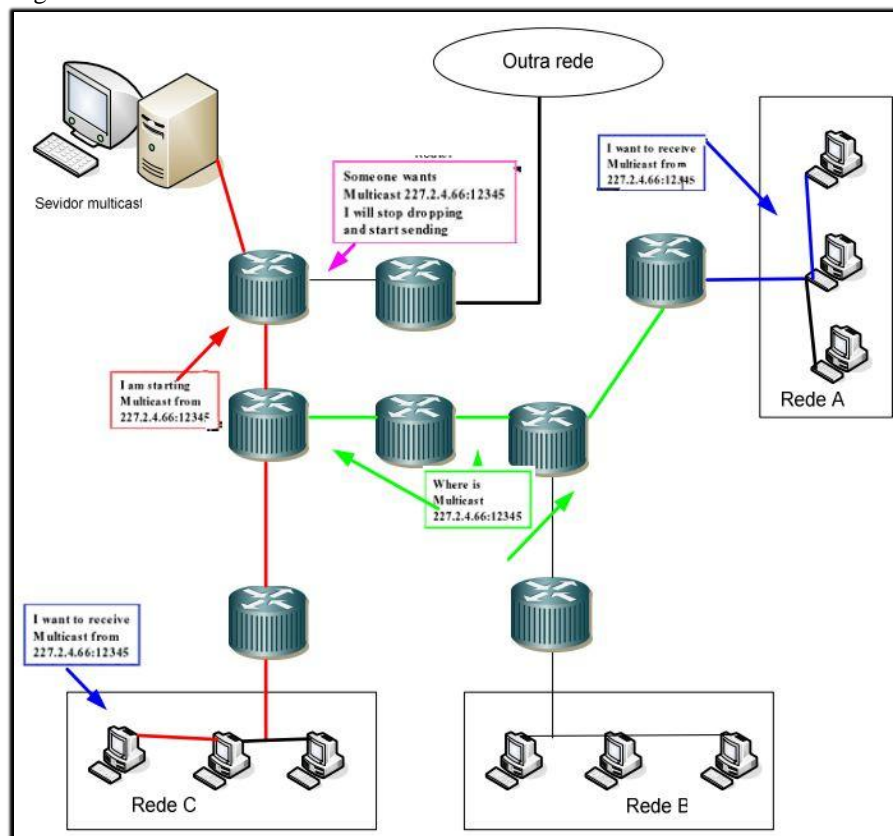 Outra rede
I want to receive
Multicast from
227.2.4.66:12345
Someone wants
Multicast 227.2.4.66:12345
I will stop dropping
and start sending
Sevidor multicast
I am starting
Multicast from
227.2.4.66:12345
Rede A
Where is
Multicast
227.2.4.66:12345
I want to receive
Multicast from
227.2.4.66:12345
Rede C
Rede B